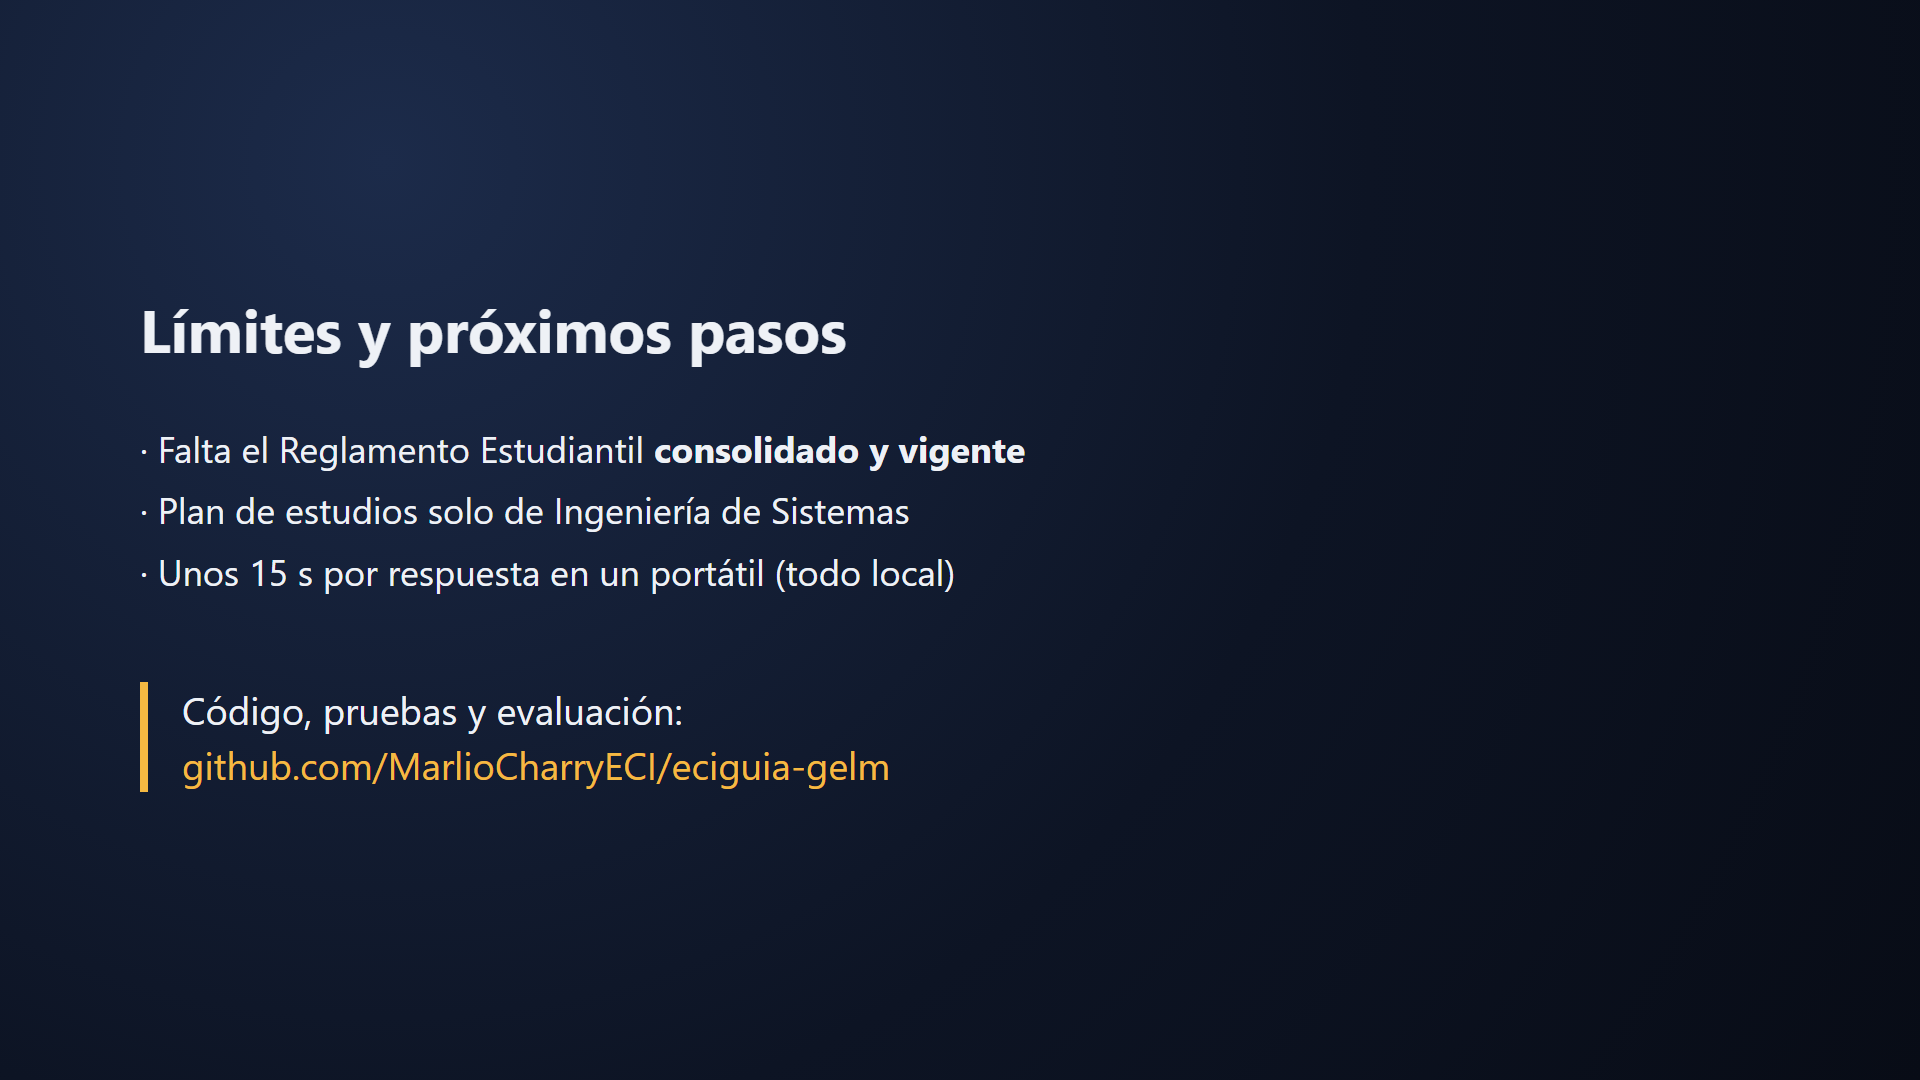 Límites y próximos pasos
· Falta el Reglamento Estudiantil consolidado y vigente
· Plan de estudios solo de Ingeniería de Sistemas
· Unos 15 s por respuesta en un portátil (todo local)
Código, pruebas y evaluación:
github.com/MarlioCharryECI/eciguia-gelm